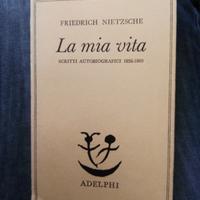 FRIEDRICH NIETZSCHE
La mia vita
SCRITTI AUTOBIOGRAFICI 1856-1869
ADELPHI